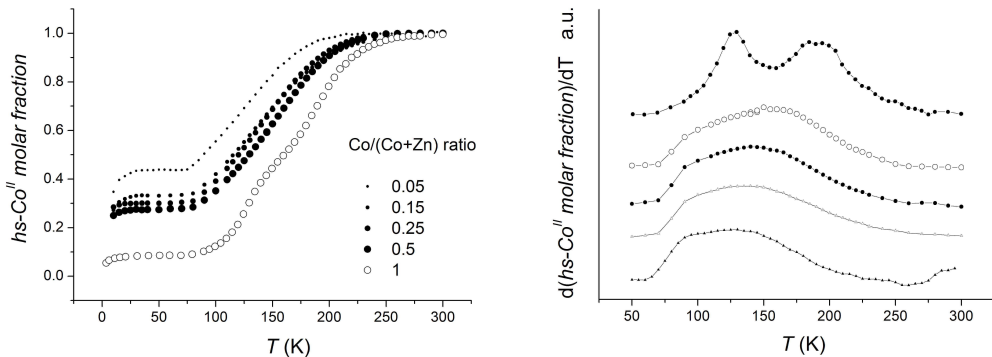 hs-Co^II molar fraction
1.0
0.8
0.6
0.4
0.2
0.0
Co/(Co+Zn) ratio
0.05
0.15
0.25
0.5
1
0 50 100 150 200 250 300
T (K)
d(hs-Co^II molar fraction)/dT a.u.
50 100 150 200 250 300
T (K)